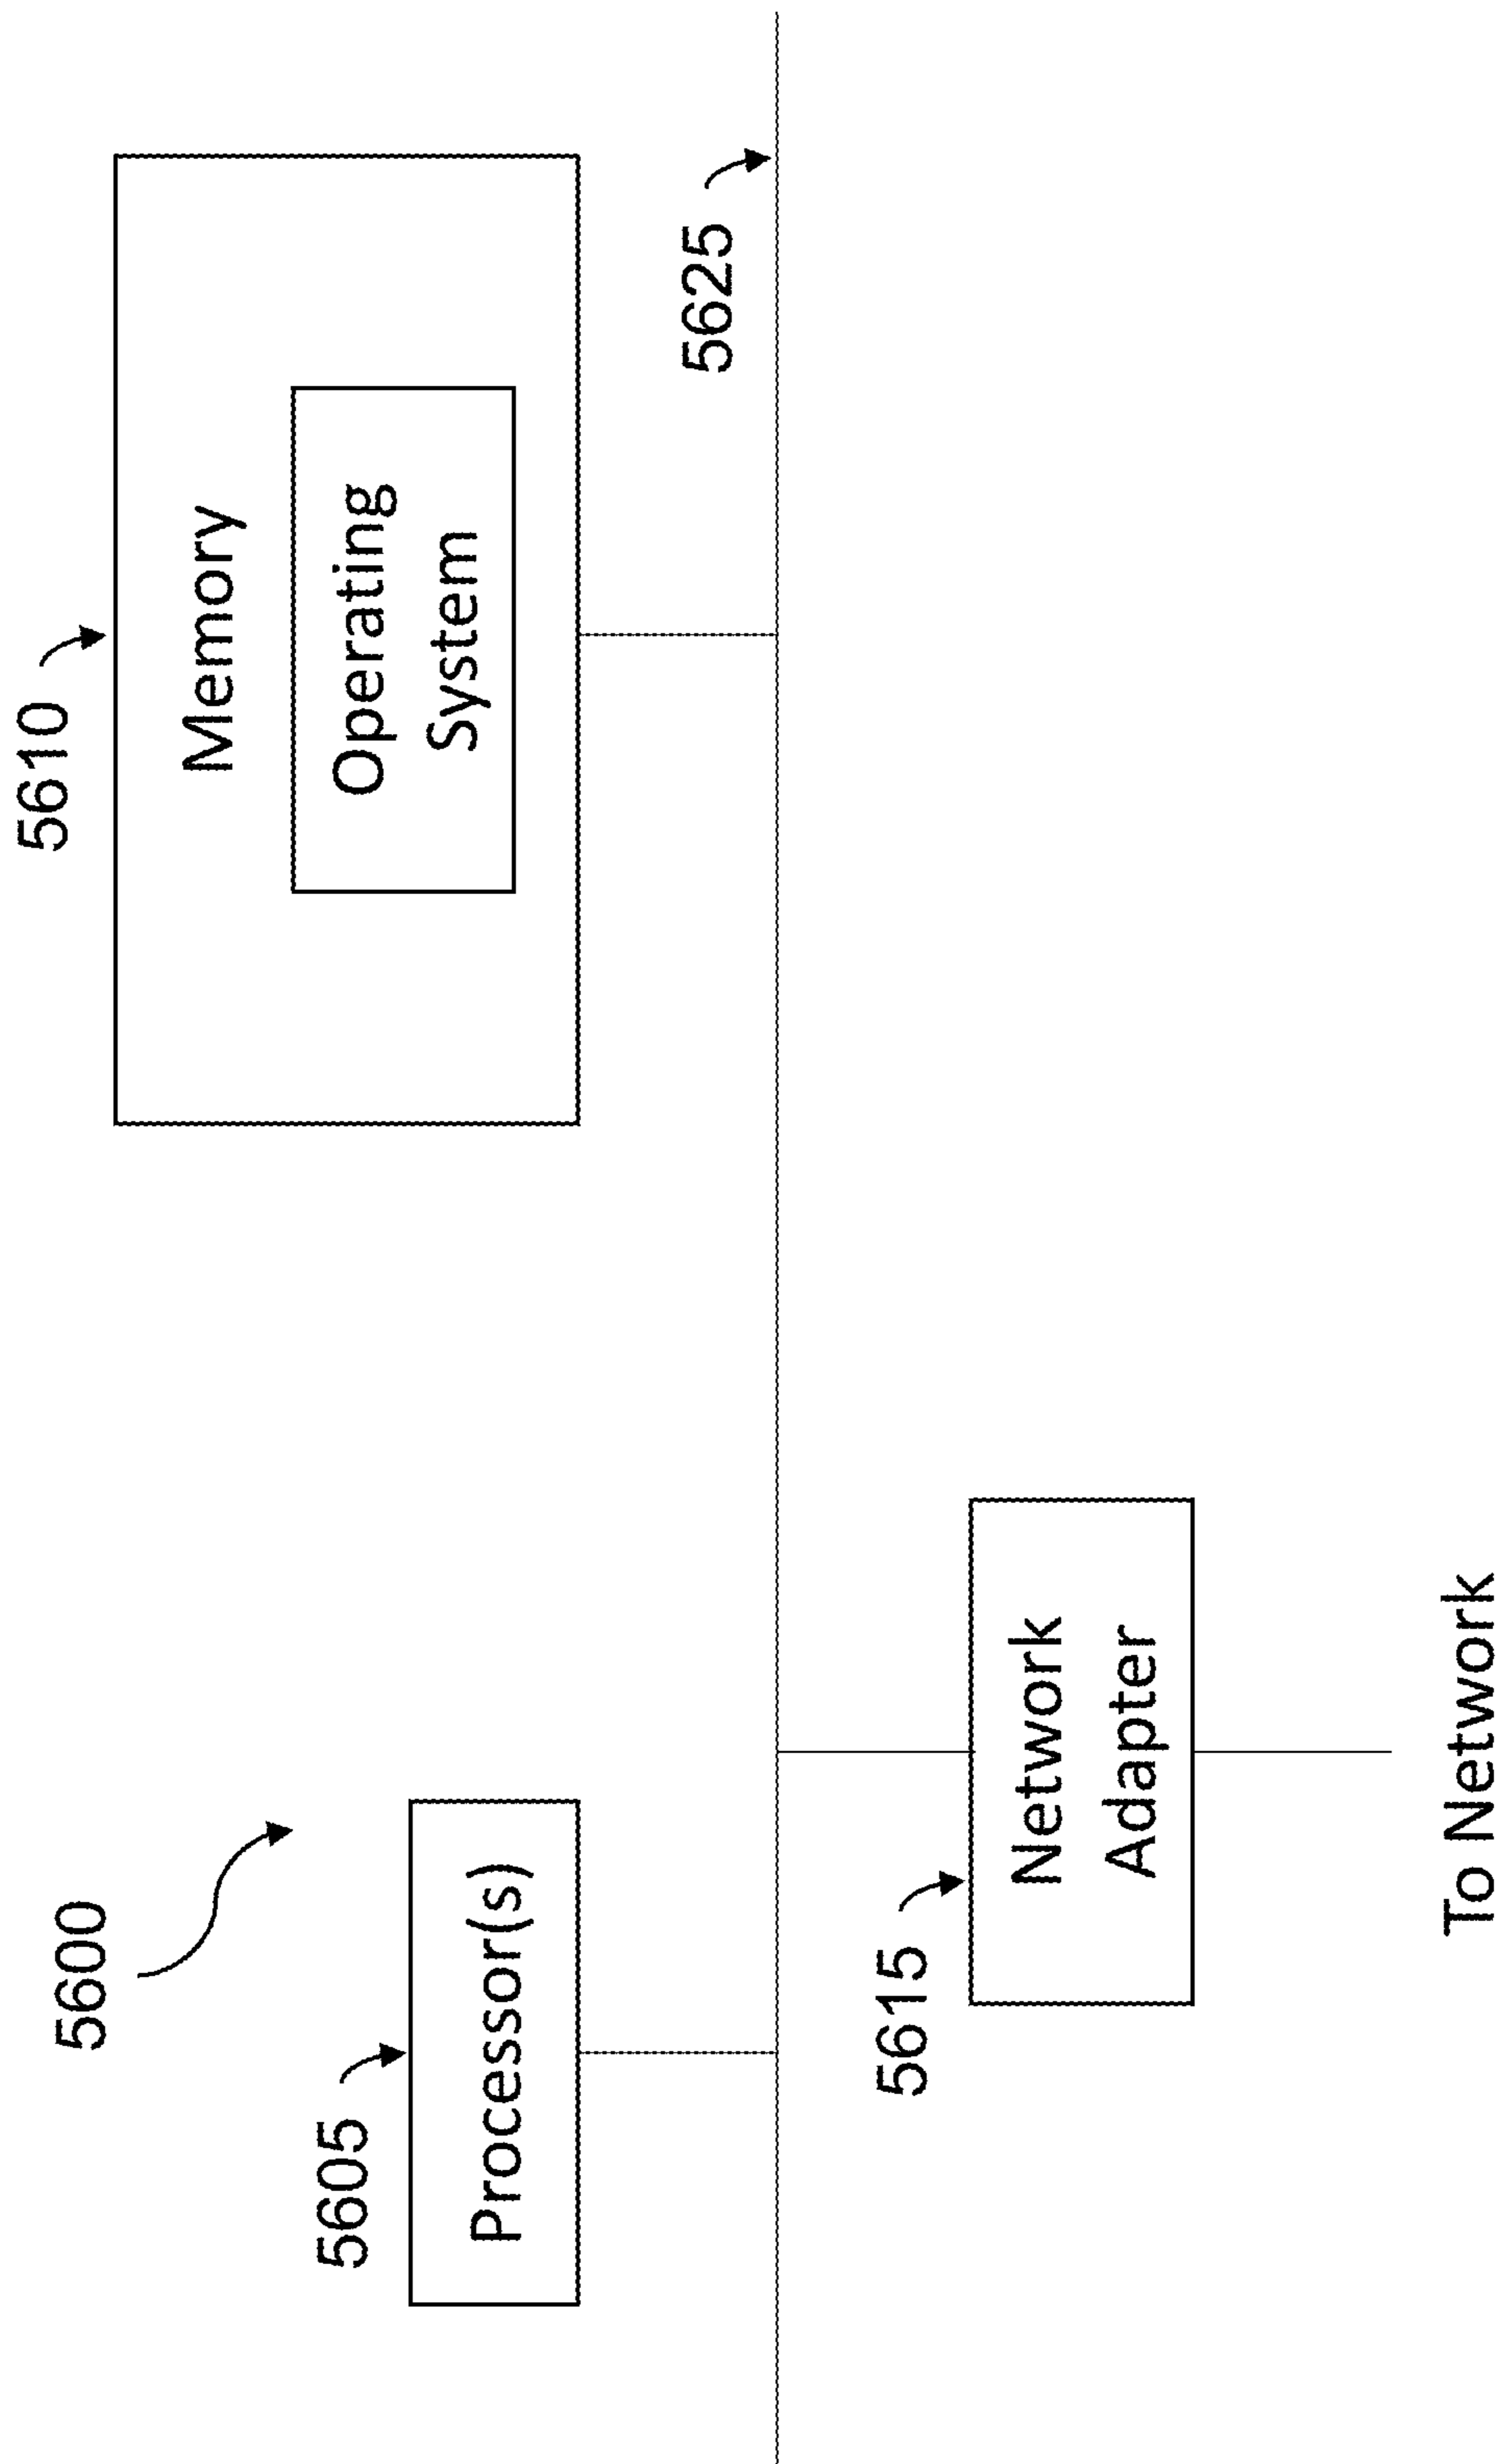 5600
5610
5605
Memory
Processor(s)
Operating
System
5625
5615
Network
Adapter
To Network